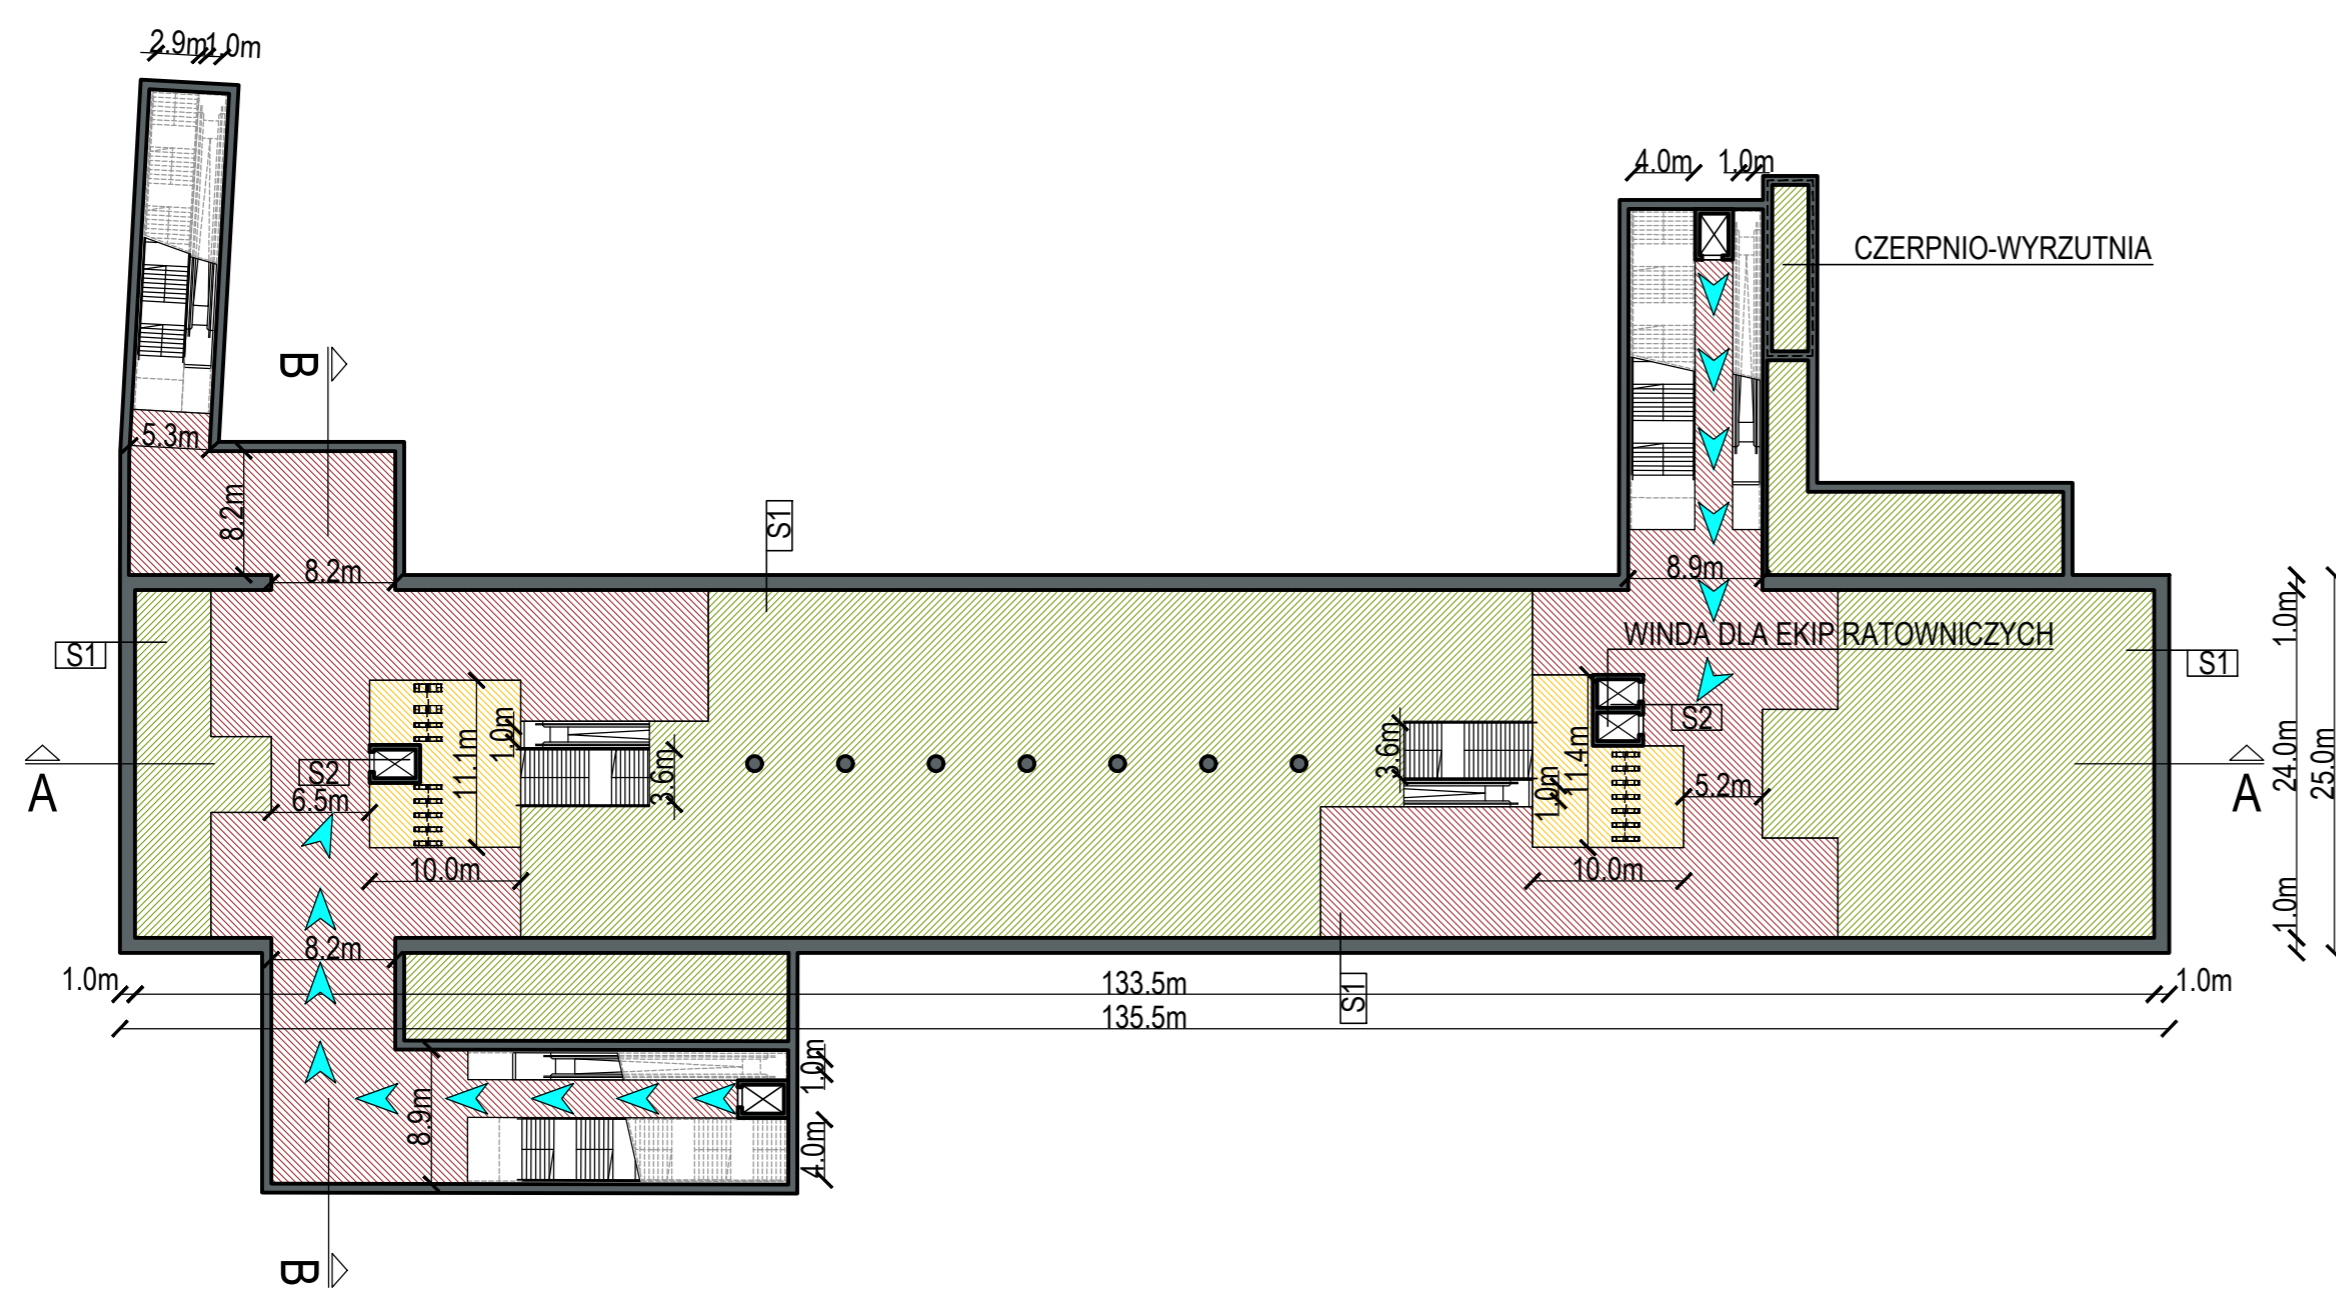 2.9m
1.0m
4.0m
1.0m
CZERPNIO-WYRZUTNIA
B
5.3m
8.2m
8.2m
S1
8.9m
1.0m
WINDA DLA EKIP RATOWNICZYCH
S1
S1
S2
1.0m
11.1m
3.6m
3.6m
1.0m
11.4m
S2
6.5m
5.2m
A
A
24.0m
25.0m
10.0m
10.0m
1.0m
8.2m
1.0m
133.5m
1.0m
S1
135.5m
1.0m
8.9m
4.0m
B